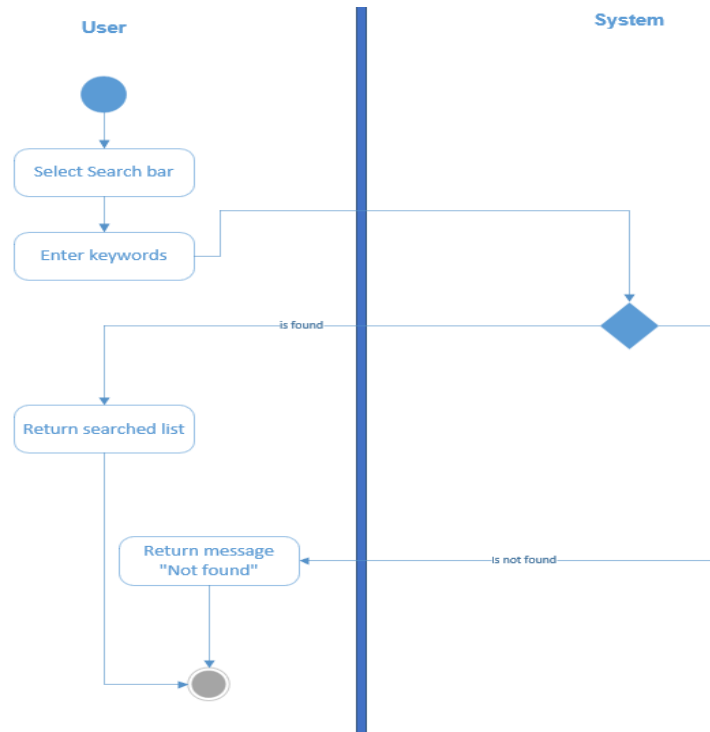 User
System
Select Search bar
Enter keywords
is found
Return searched list
Return message
"Not found"
Is not found